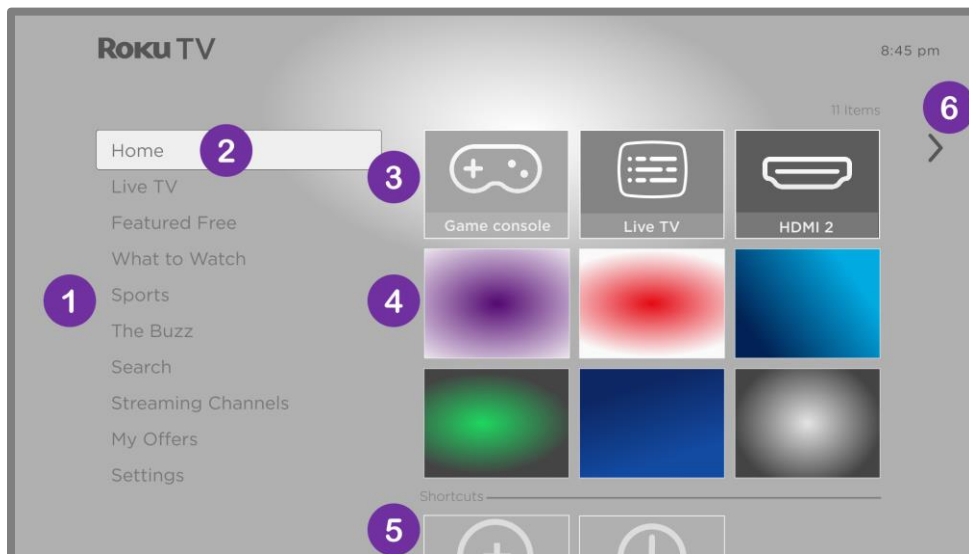 Roku TV
8:45 pm
11 Items
6
Home
2
Live TV
Featured Free
What to Watch
1
Sports
The Buzz
Search
Streaming Channels
My Offers
Settings
3
Game console
Live TV
HDMI 2
4
Shortcuts
5